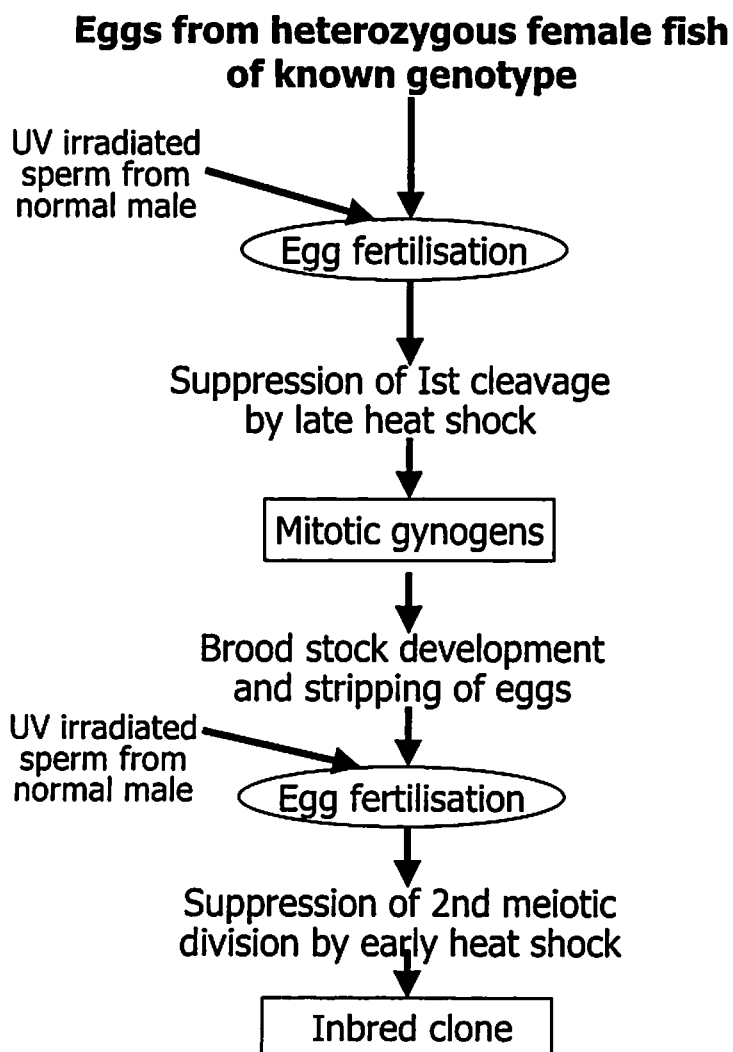 Eggs from heterozygous female fish
of known genotype
UV irradiated
sperm from
normal male
Egg fertilisation
Suppression of Ist cleavage
by late heat shock
Mitotic gynogens
Brood stock development
and stripping of eggs
UV irradiated
sperm from
normal male
Egg fertilisation
Suppression of 2nd meiotic
division by early heat shock
Inbred clone